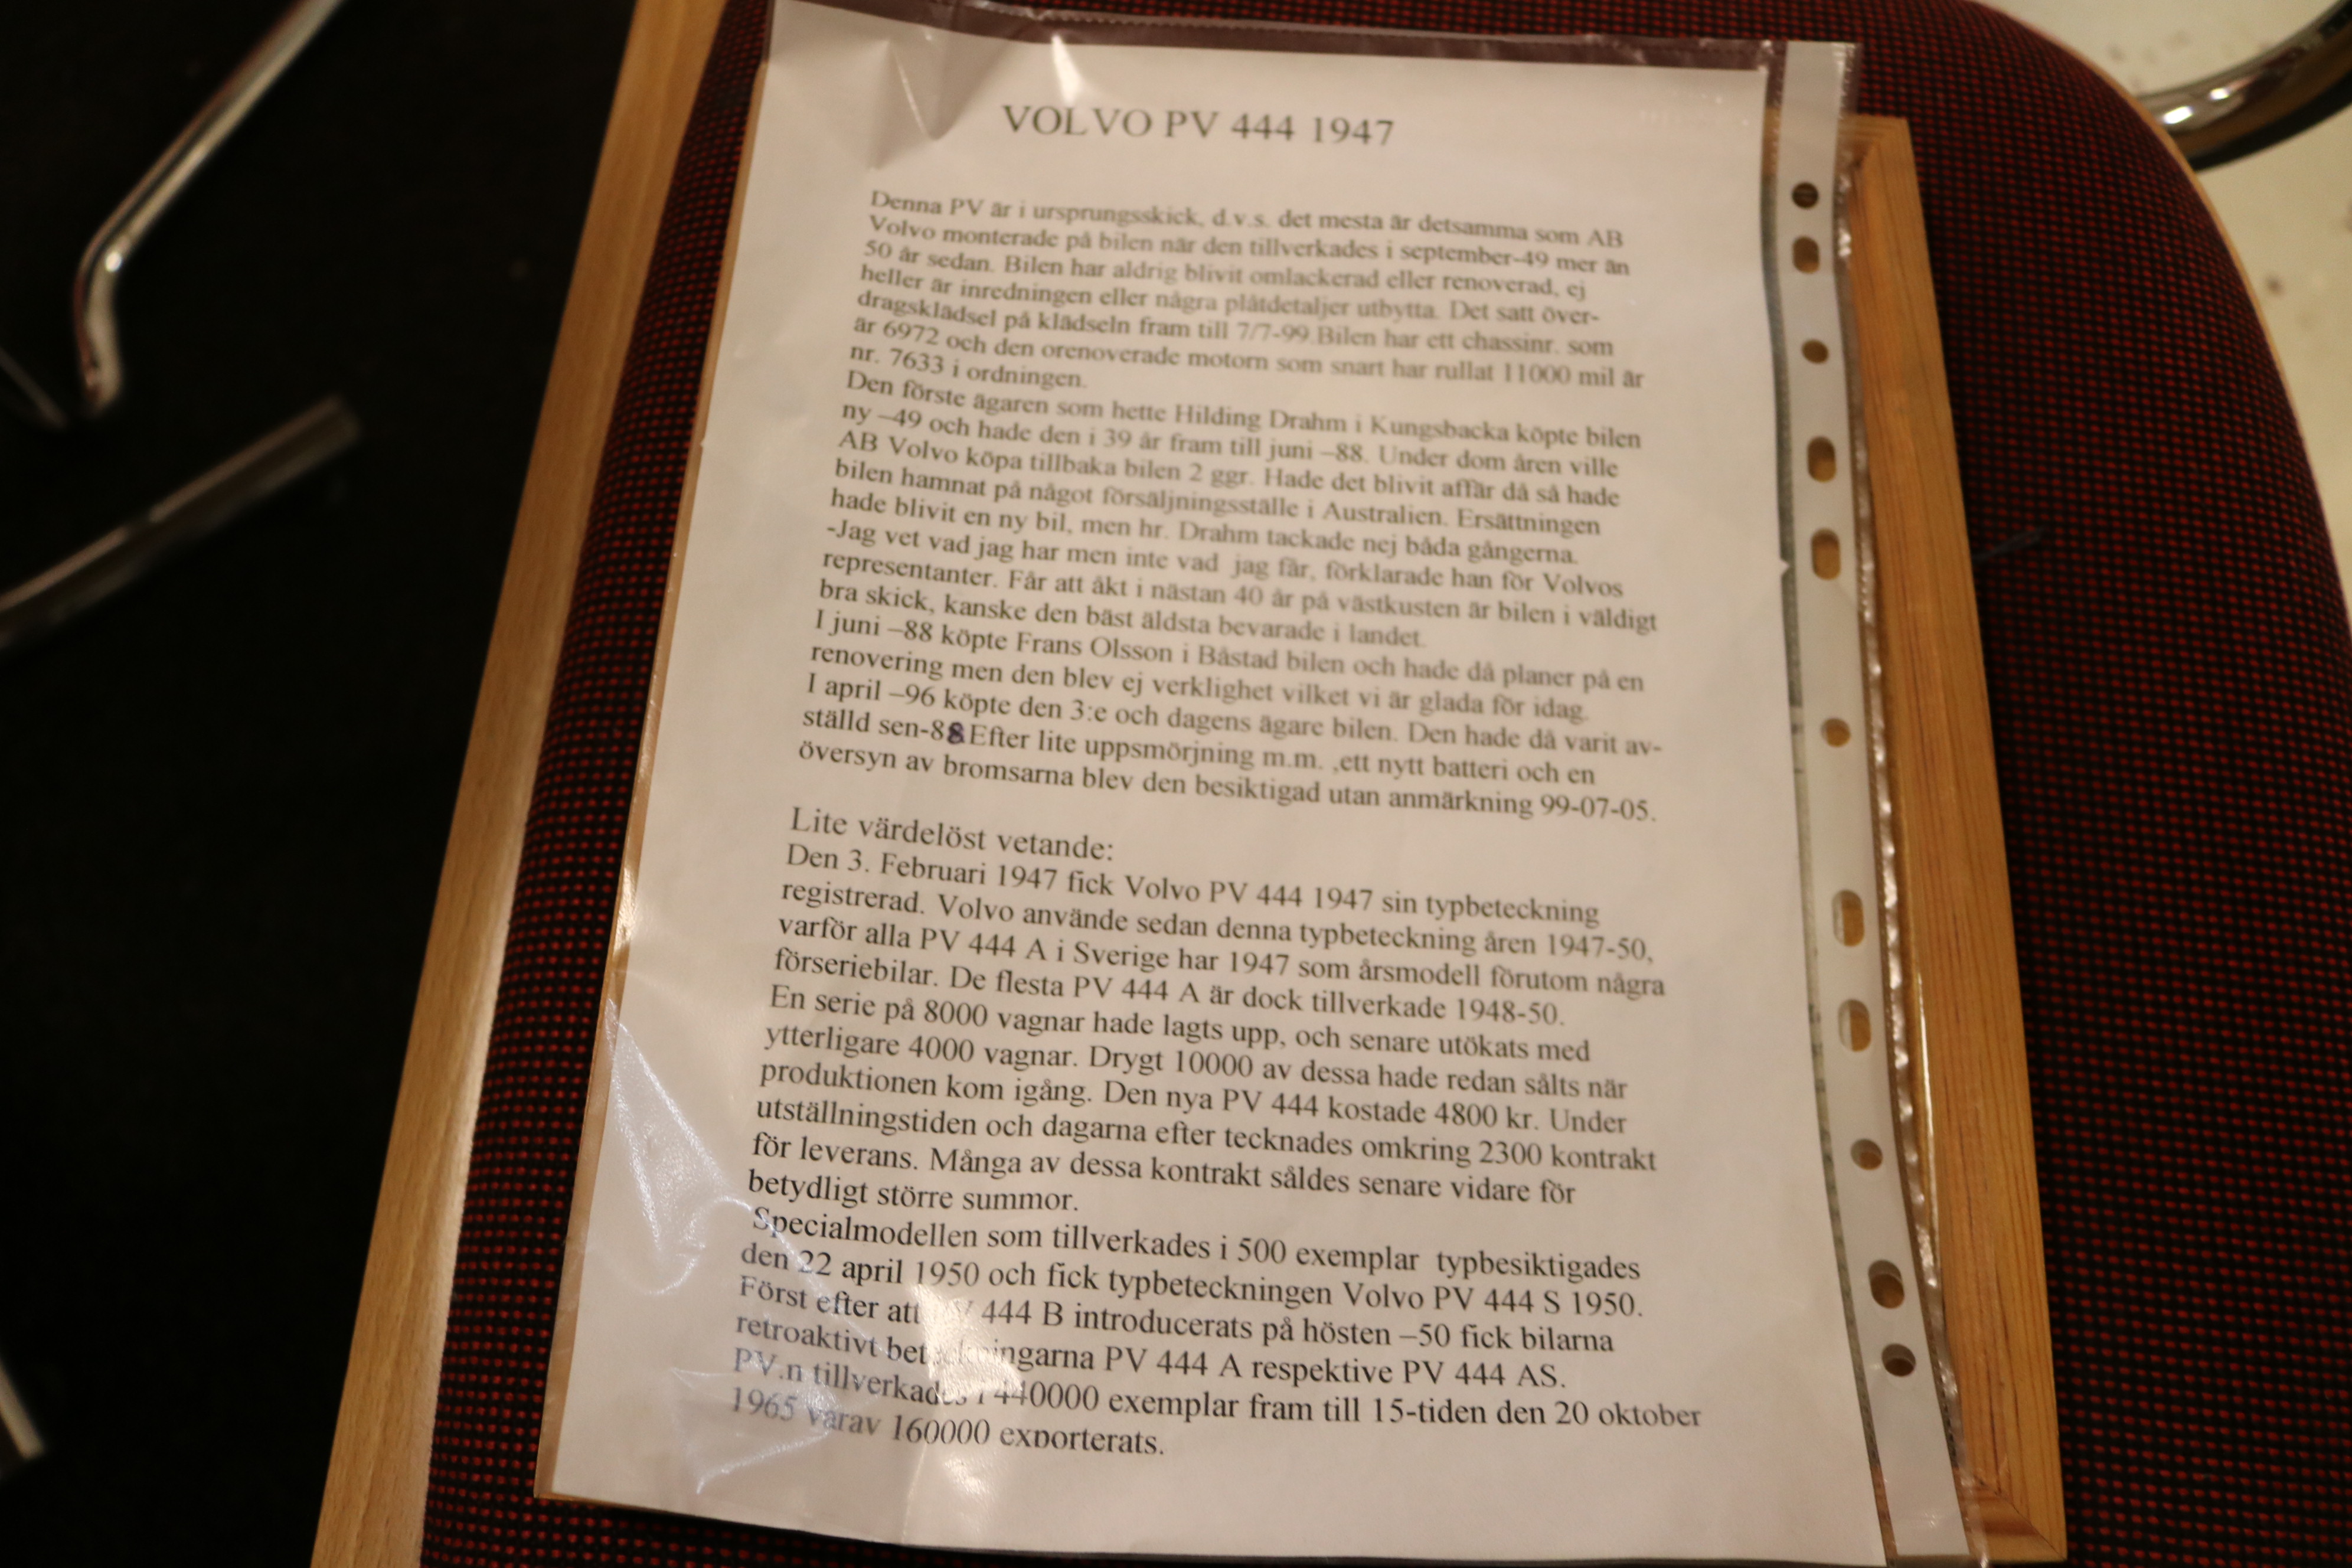 VOLVO PV 444 1947
Denna PV är i ursprungsskick, d.v.s. det mesta är detsamma som AB
Volvo monterade på bilen när den tillverkades i september-49 mer än
50 år sedan. Bilen har aldrig blivit omlackerad eller renoverad, ej
heller är inredningen eller några plåtdetaljer utbytta. Det satt över-
dragsklädsel på klädseln fram till 7/7-99.Bilen har ett chassinr. som
är 6972 och den orenoverade motorn som snart har rullat 11000 mil är
nr. 7633 i ordningen.
Den förste ägaren som hette Hilding Drahm i Kungsbacka köpte bilen
ny –49 och hade den i 39 år fram till juni –88. Under dom åren ville
AB Volvo köpa tillbaka bilen 2 ggr. Hade det blivit affär då så hade
bilen hamnat på något försäljningsställe i Australien. Ersättningen
hade blivit en ny bil, men hr. Drahm tackade nej båda gångerna.
-Jag vet vad jag har men inte vad jag får, förklarade han för Volvos
representanter. Får att åkt i nästan 40 år på västkusten är bilen i väldigt
bra skick, kanske den bäst äldsta bevarade i landet.
I juni –88 köpte Frans Olsson i Båstad bilen och hade då planer på en
renovering men den blev ej verklighet vilket vi är glada för idag.
I april –96 köpte den 3:e och dagens ägare bilen. Den hade då varit av-
ställd sen-88 Efter lite uppsmörjning m.m. ,ett nytt batteri och en
översyn av bromsarna blev den besiktigad utan anmärkning 99-07-05.
Lite värdelöst vetande:
Den 3. Februari 1947 fick Volvo PV 444 1947 sin typbeteckning
registrerad. Volvo använde sedan denna typbeteckning åren 1947-50,
varför alla PV 444 A i Sverige har 1947 som årsmodell förutom några
förseriebilar. De flesta PV 444 A är dock tillverkade 1948-50.
En serie på 8000 vagnar hade lagts upp, och senare utökats med
ytterligare 4000 vagnar. Drygt 10000 av dessa hade redan sålts när
produktionen kom igång. Den nya PV 444 kostade 4800 kr. Under
utställningstiden och dagarna efter tecknades omkring 2300 kontrakt
för leverans. Många av dessa kontrakt såldes senare vidare för
betydligt större summor.
Specialmodellen som tillverkades i 500 exemplar typbesiktigades
den 22 april 1950 och fick typbeteckningen Volvo PV 444 S 1950.
Först efter att PV 444 B introducerats på hösten –50 fick bilarna
retroaktivt beteckningarna PV 444 A respektive PV 444 AS.
PV:n tillverkades i 440000 exemplar fram till 15-tiden den 20 oktober
1965 varav 160000 exporterats.